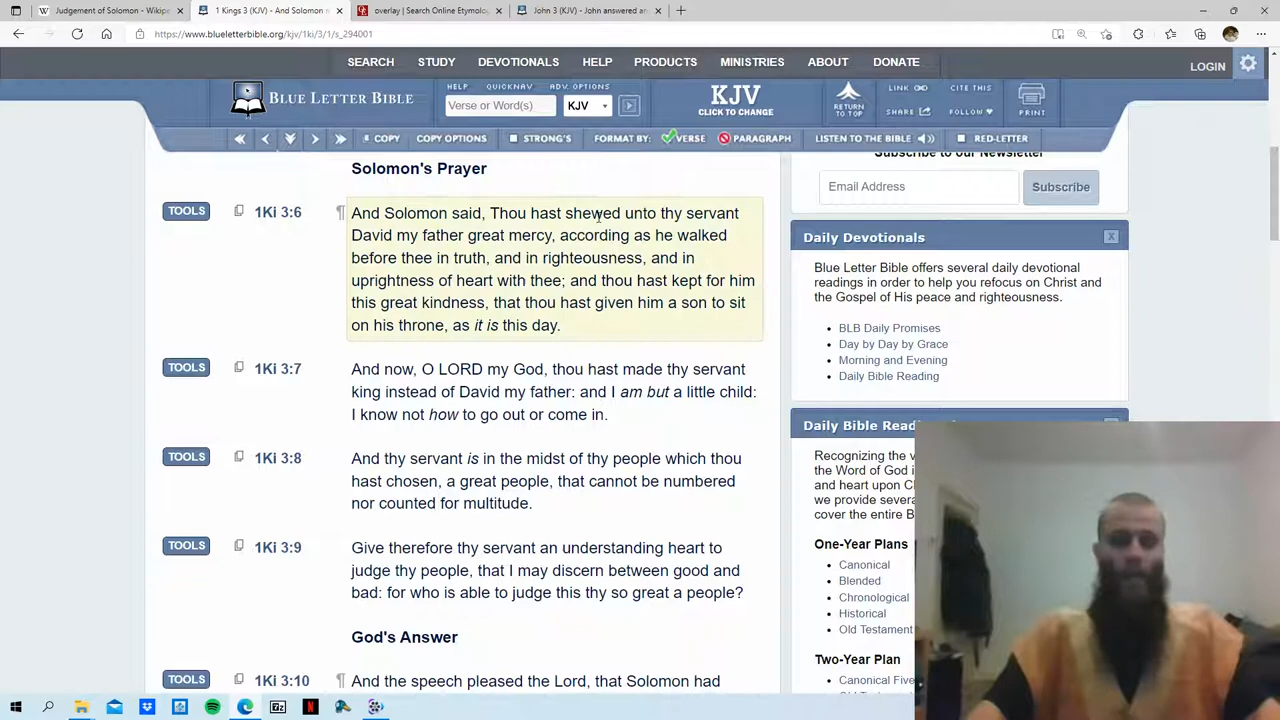 Judgement of Solomon - Wikipe
1 Kings 3 (KJV) - And Solomon m
overlay | Search Online Etymolo
John 3 (KJV) - John answered an
https://www.blueletterbible.org/kjv/1ki/3/1/s_294001
SEARCH STUDY DEVOTIONALS HELP PRODUCTS MINISTRIES ABOUT DONATE
LOGIN
BLUE LETTER BIBLE
HELP QUICKNAV ADV. OPTIONS
Verse or Word(s) KJV
KJV
CLICK TO CHANGE
RETURN
TO TOP
LINK CITE THIS
SHARE FOLLOW
PRINT
COPY COPY OPTIONS STRONG'S FORMAT BY: VERSE PARAGRAPH LISTEN TO THE BIBLE RED-LETTER
Solomon's Prayer
TOOLS 1Ki 3:6 ¶ And Solomon said, Thou hast shewed unto thy servant
David my father great mercy, according as he walked
before thee in truth, and in righteousness, and in
uprightness of heart with thee; and thou hast kept for him
this great kindness, that thou hast given him a son to sit
on his throne, as it is this day.
TOOLS 1Ki 3:7 And now, O LORD my God, thou hast made thy servant
king instead of David my father: and I am but a little child:
I know not how to go out or come in.
TOOLS 1Ki 3:8 And thy servant is in the midst of thy people which thou
hast chosen, a great people, that cannot be numbered
nor counted for multitude.
TOOLS 1Ki 3:9 Give therefore thy servant an understanding heart to
judge thy people, that I may discern between good and
bad: for who is able to judge this thy so great a people?
God's Answer
TOOLS 1Ki 3:10 ¶ And the speech pleased the Lord, that Solomon had
Subscribe to our Newsletter
Email Address Subscribe
Daily Devotionals X
Blue Letter Bible offers several daily devotional
readings in order to help you refocus on Christ and
the Gospel of His peace and righteousness.
BLB Daily Promises
Day by Day by Grace
Morning and Evening
Daily Bible Reading
Daily Bible Rea
Recognizing the v
the Word of God i
and heart upon C
we provide severa
cover the entire B
One-Year Plans
Canonical
Blended
Chronological
Historical
Old Testament
Two-Year Plan
Canonical Five